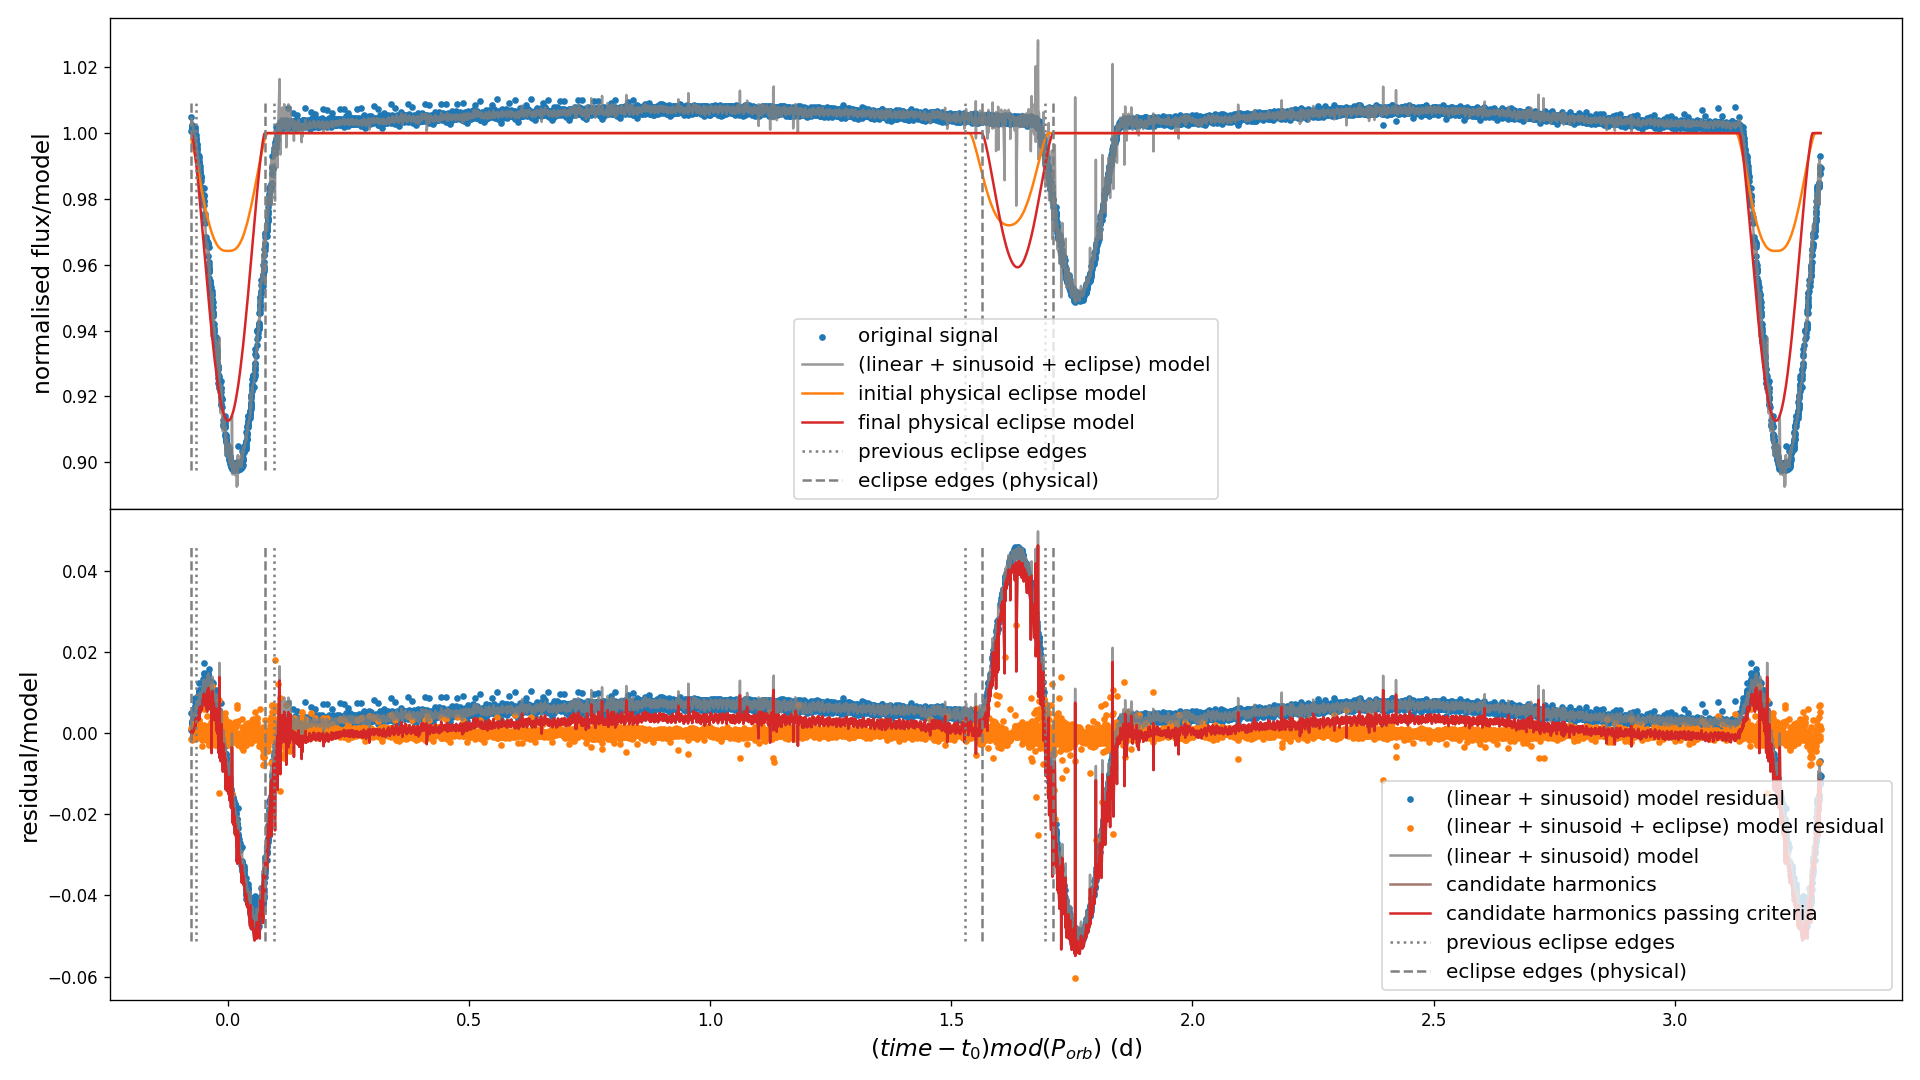 normalised flux/model
1.02
1.00
0.98
0.96
0.94
0.92
0.90
original signal
(linear + sinusoid + eclipse) model
initial physical eclipse model
final physical eclipse model
previous eclipse edges
eclipse edges (physical)
residual/model
0.04
0.02
0.00
−0.02
−0.04
−0.06
(linear + sinusoid) model residual
(linear + sinusoid + eclipse) model residual
(linear + sinusoid) model
candidate harmonics
candidate harmonics passing criteria
previous eclipse edges
eclipse edges (physical)
0.0 0.5 1.0 1.5 2.0 2.5 3.0
(time − t₀)mod(P_orb) (d)